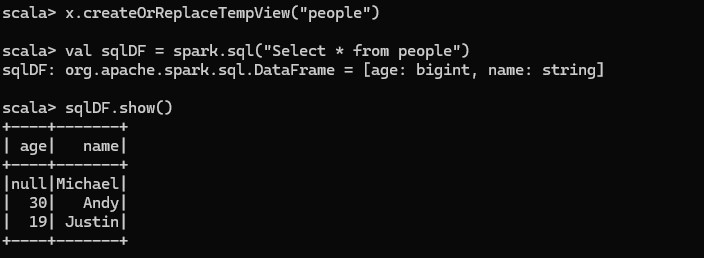 scala> x.createOrReplaceTempView("people")
scala> val sqlDF = spark.sql("Select * from people")
sqlDF: org.apache.spark.sql.DataFrame = [age: bigint, name: string]
scala> sqlDF.show()
+----+-------+
| age|   name|
+----+-------+
|null|Michael|
|  30|   Andy|
|  19| Justin|
+----+-------+